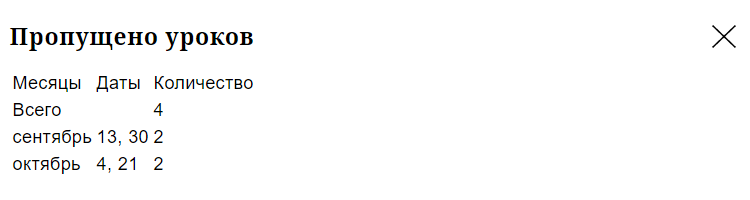 Пропущено уроков
Месяцы Даты Количество
Всего 4
сентябрь 13, 30 2
октябрь 4, 21 2